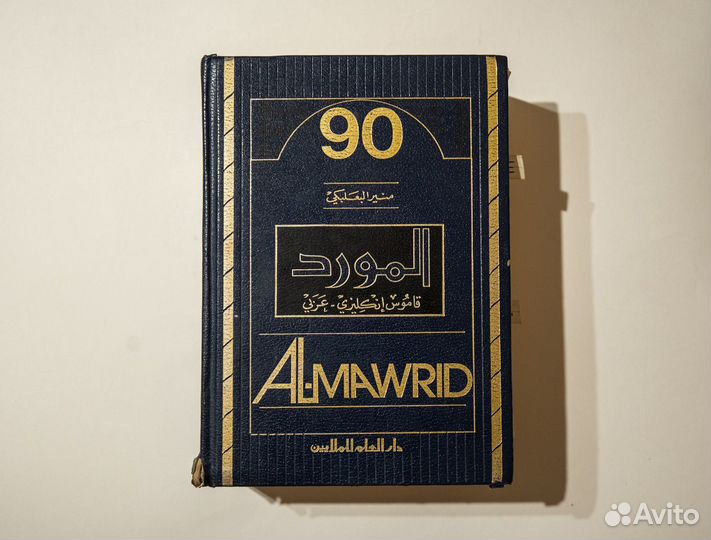 90
منير البعلبكي
المورد
قاموس إنكليزي - عربي
AL-MAWRID
دار العلم للملايين
Avito